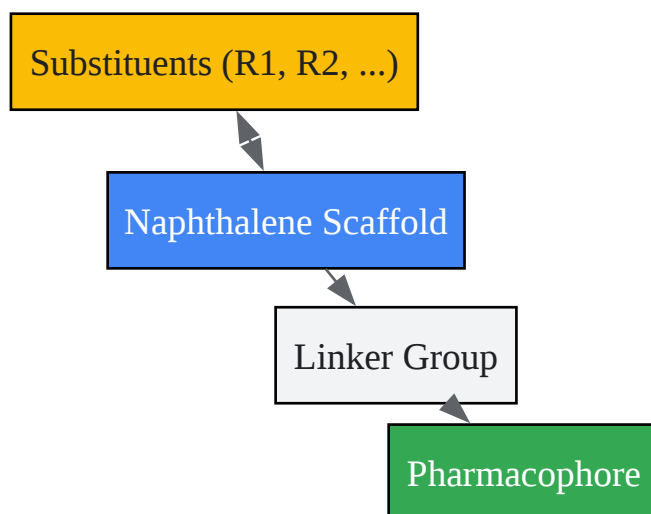 Substituents (R1, R2, ...)
Naphthalene Scaffold
Linker Group
Pharmacophore